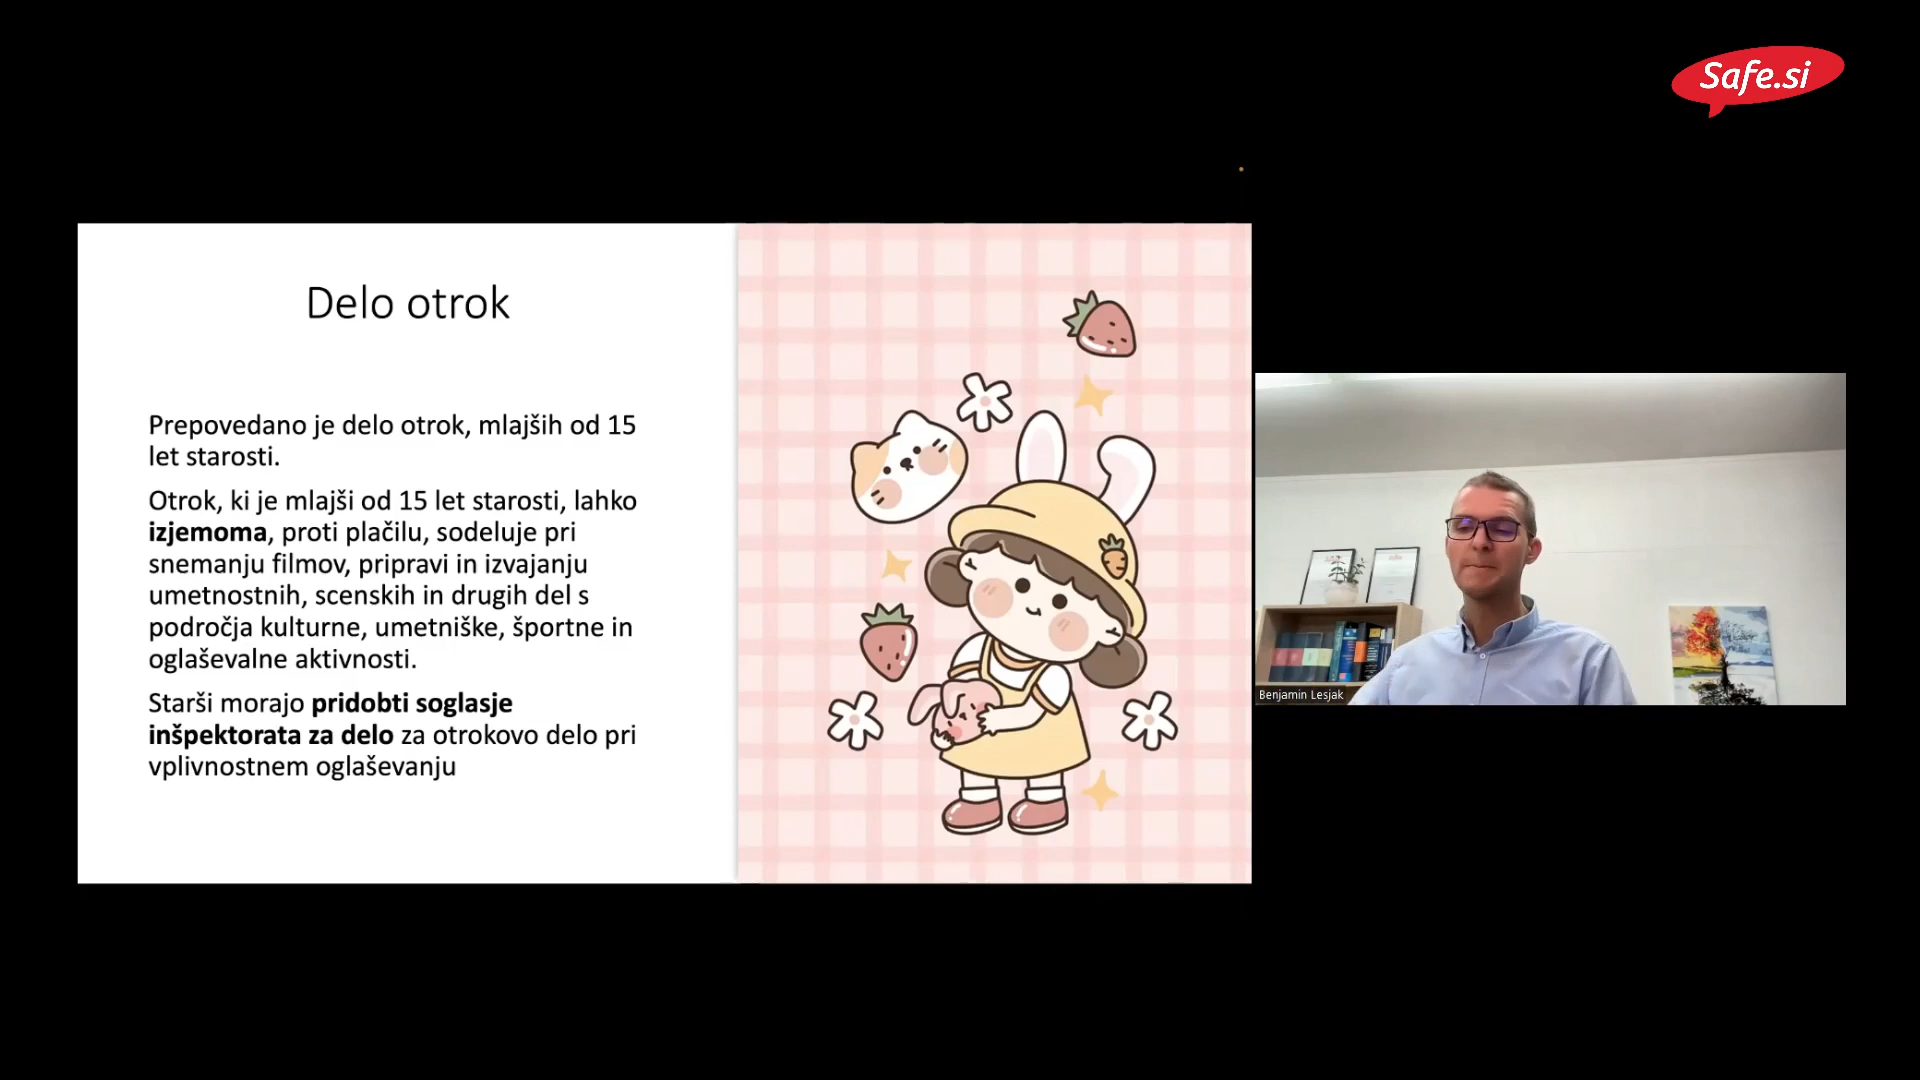 Safe.si
Delo otrok
Prepovedano je delo otrok, mlajših od 15
let starosti.
Otrok, ki je mlajši od 15 let starosti, lahko
izjemoma, proti plačilu, sodeluje pri
snemanju filmov, pripravi in izvajanju
umetnostnih, scenskih in drugih del s
področja kulturne, umetniške, športne in
oglaševalne aktivnosti.
Starši morajo pridobti soglasje
inšpektorata za delo za otrokovo delo pri
vplivnostnem oglaševanju
Benjamin Lesjak